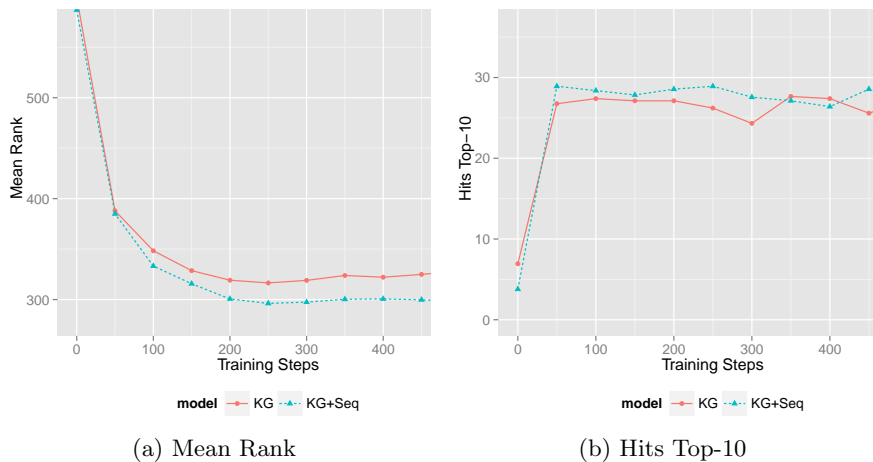 Mean Rank
500
400
300
0 100 200 300 400
Training Steps
model KG KG+Seq
(a) Mean Rank
Hits Top-10
30
20
10
0
0 100 200 300 400
Training Steps
model KG KG+Seq
(b) Hits Top-10